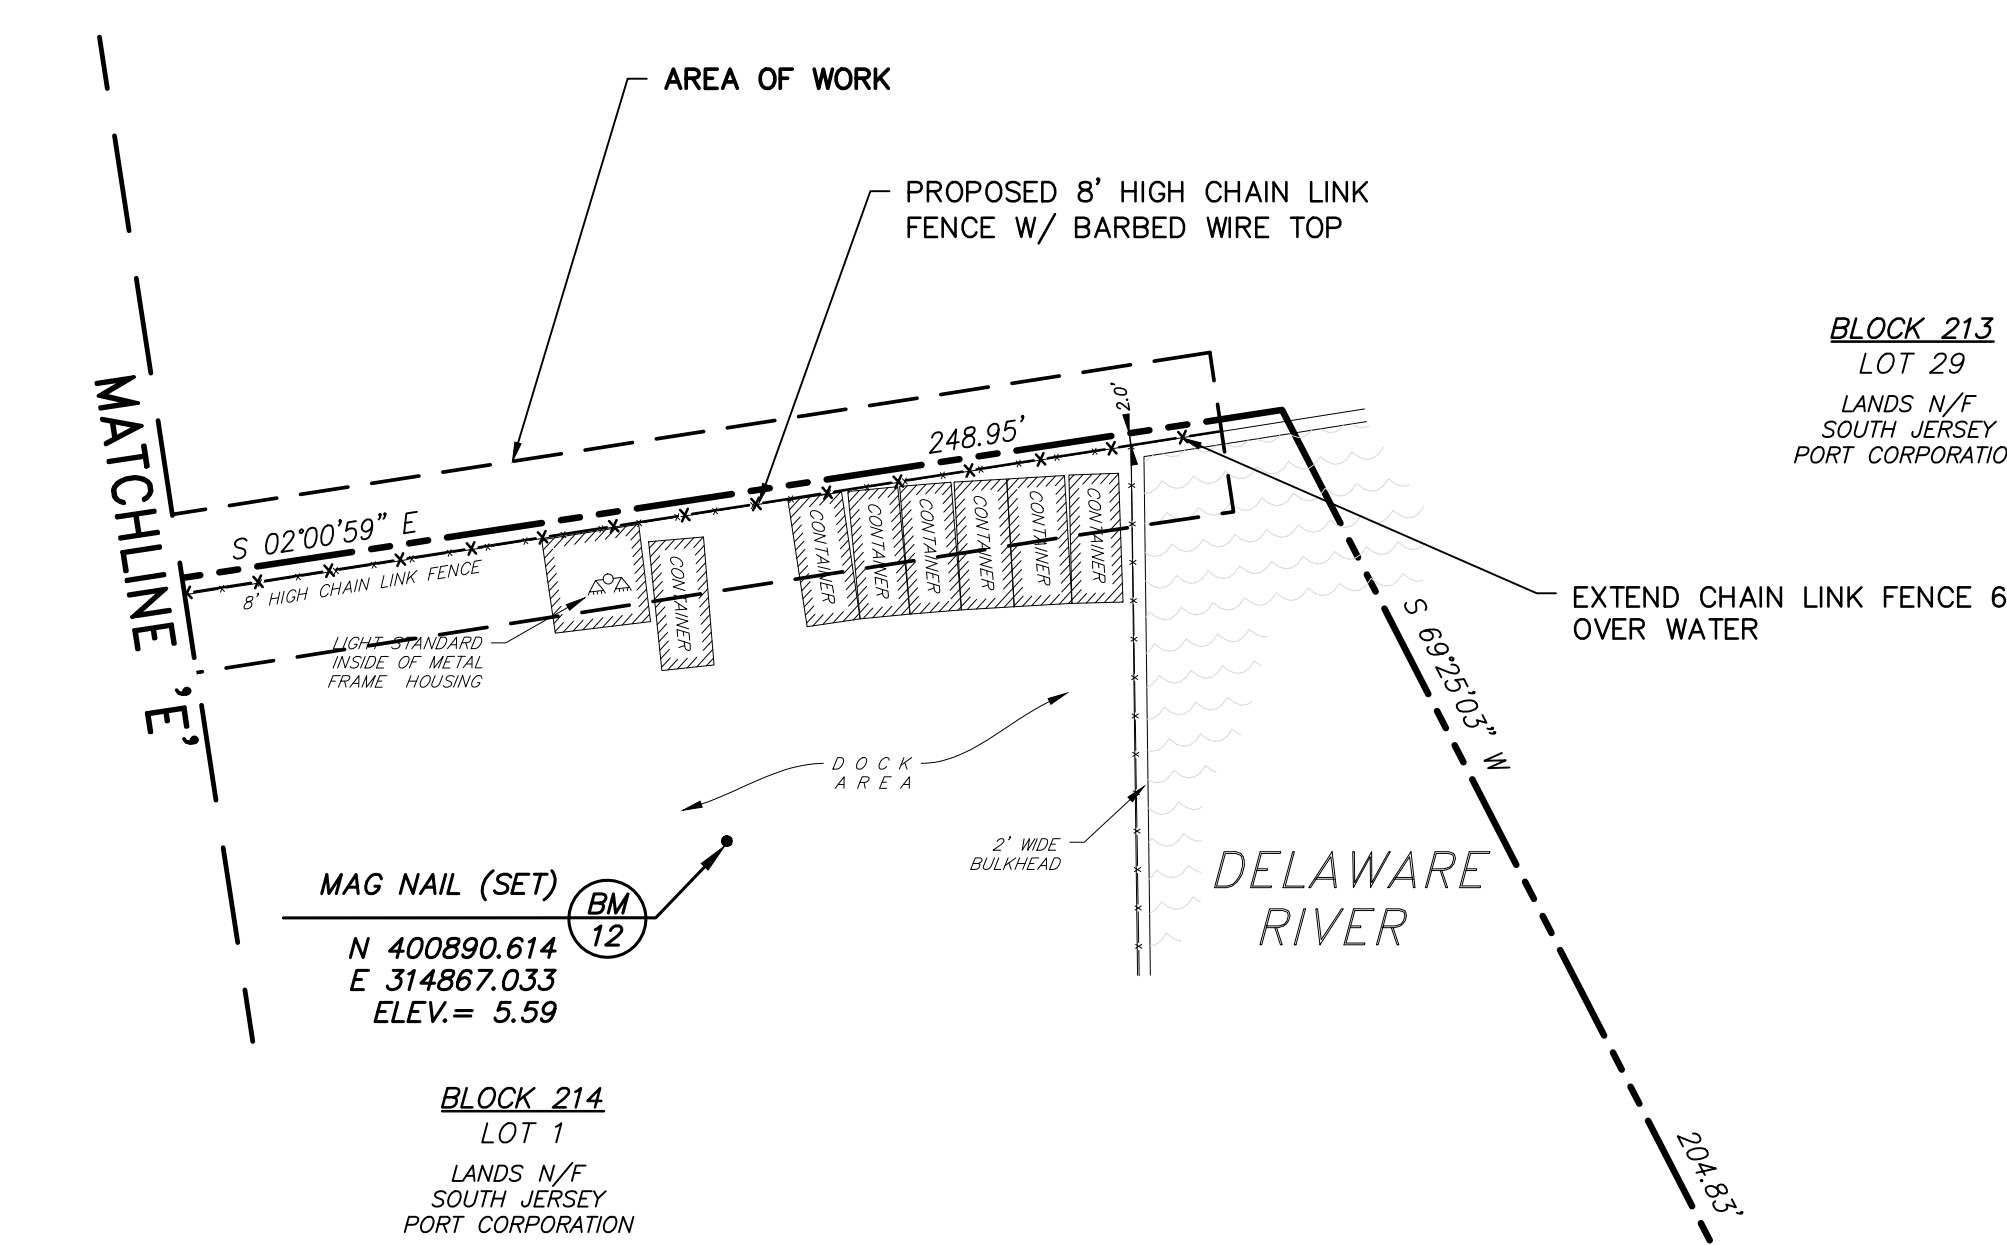 AREA OF WORK
PROPOSED 8' HIGH CHAIN LINK
FENCE W/ BARBED WIRE TOP
BLOCK 213
LOT 29
LANDS N/F
SOUTH JERSEY
PORT CORPORATIO
MATCHLINE 'E'
2.0'
248.95'
S 02°00'59" E
8' HIGH CHAIN LINK FENCE
CONTAINER
CONTAINER
CONTAINER
CONTAINER
CONTAINER
CONTAINER
CONTAINER
LIGHT STANDARD
INSIDE OF METAL
FRAME HOUSING
EXTEND CHAIN LINK FENCE 6
OVER WATER
S 69°25'03" W
DOCK
AREA
2' WIDE
BULKHEAD
DELAWARE
RIVER
MAG NAIL (SET)
BM
12
N 400890.614
E 314867.033
ELEV.= 5.59
BLOCK 214
LOT 1
LANDS N/F
SOUTH JERSEY
PORT CORPORATION
204.83'